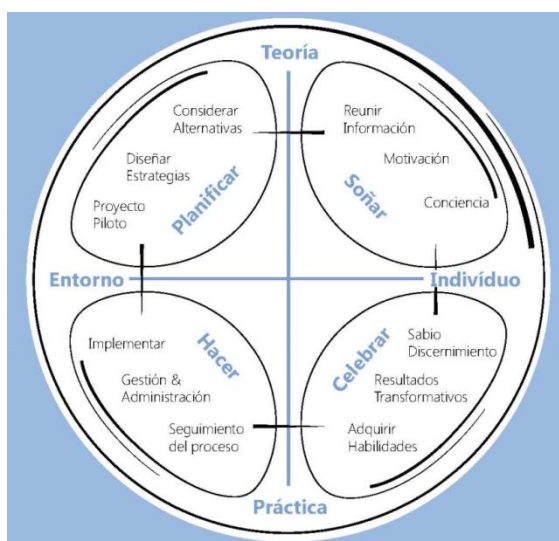 Teoría
Considerar
Alternativas
Diseñar
Estrategias
Proyecto
Piloto
Planificar
Reunir
Información
Motivación
Conciencia
Soñar
Entorno
Indivíduo
Implementar
Gestión &
Administración
Seguimiento
del proceso
Hacer
Celebrar
Sabio
Discernimiento
Resultados
Transformativos
Adquirir
Habilidades
Práctica